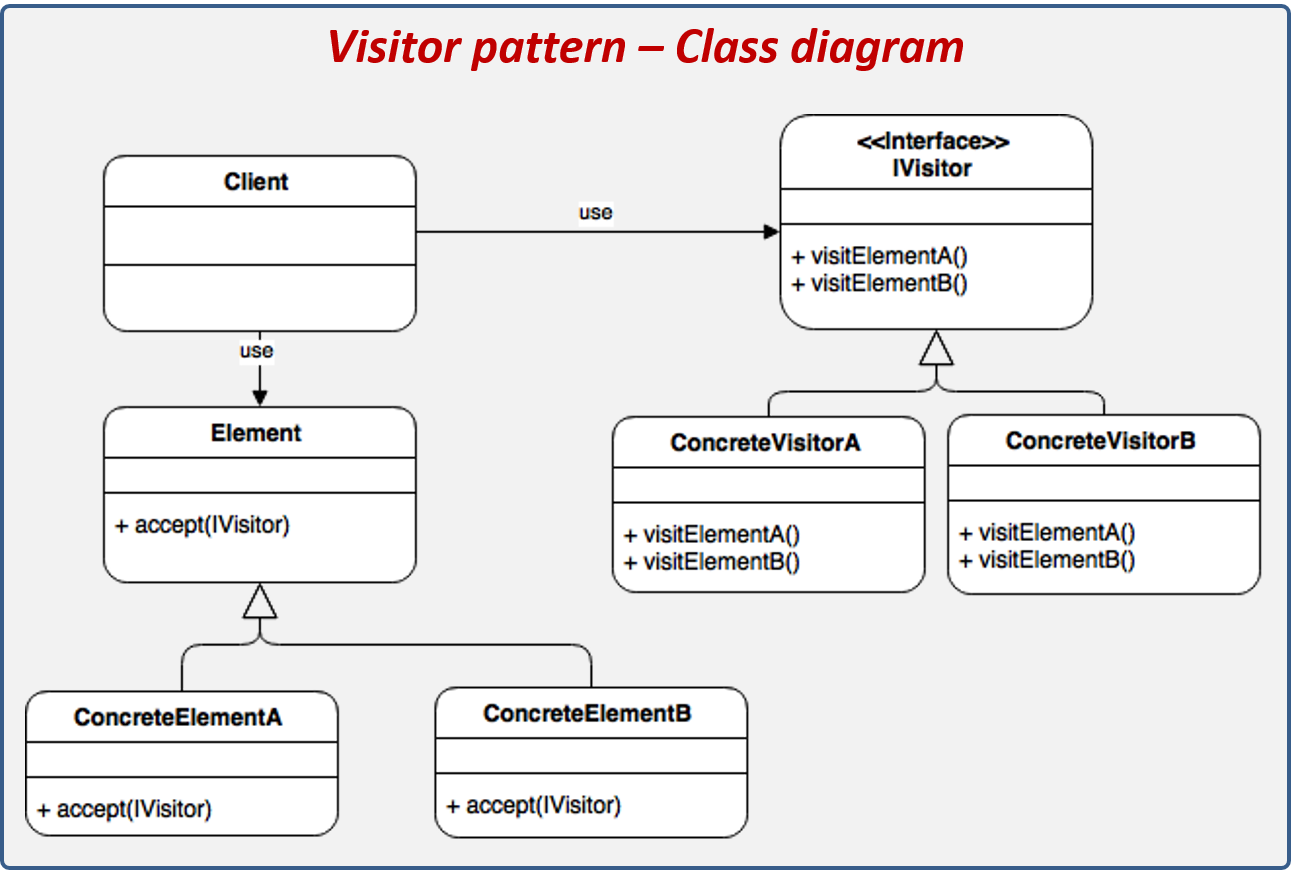 Visitor pattern – Class diagram
<<Interface>>
IVisitor
+ visitElementA()
+ visitElementB()
Client
use
use
Element
+ accept(IVisitor)
ConcreteVisitorA
+ visitElementA()
+ visitElementB()
ConcreteVisitorB
+ visitElementA()
+ visitElementB()
ConcreteElementA
+ accept(IVisitor)
ConcreteElementB
+ accept(IVisitor)